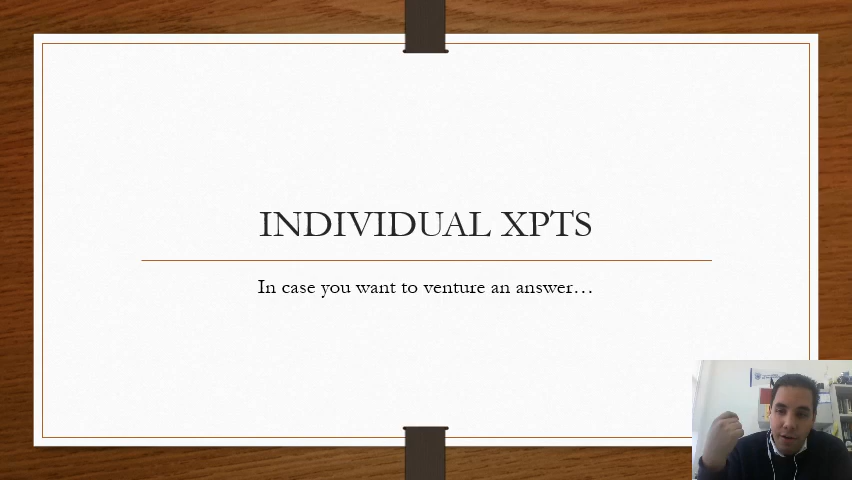 INDIVIDUAL XPTS
In case you want to venture an answer…